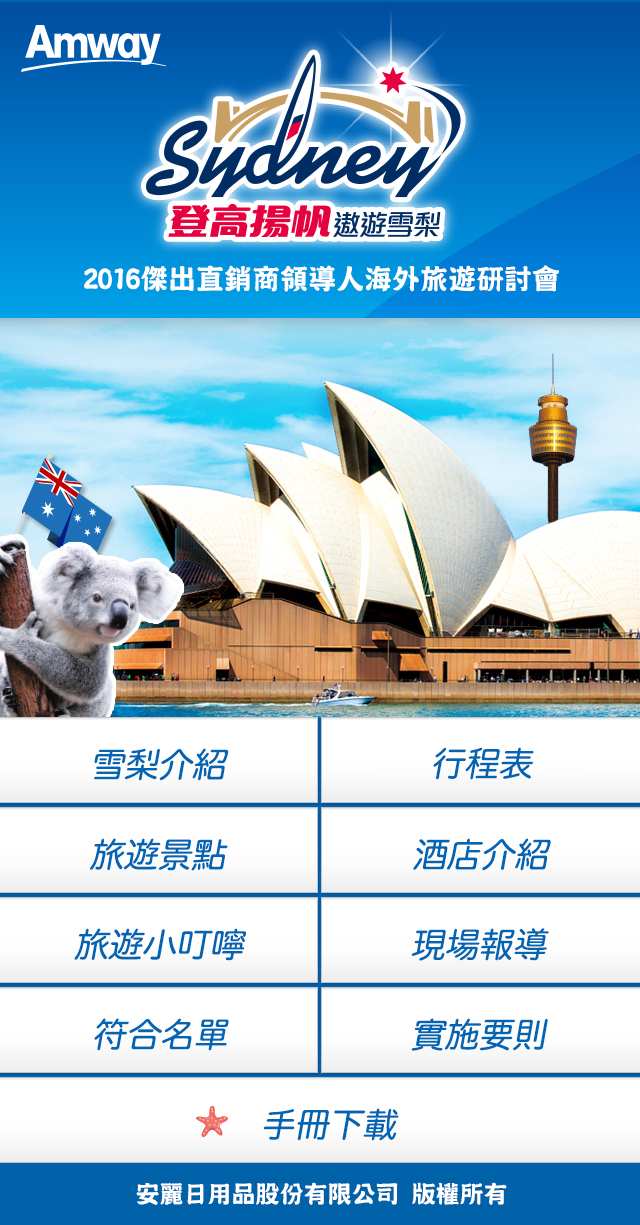 Amway
Sydney
登高揚帆遨遊雪梨
2016傑出直銷商領導人海外旅遊研討會
雪梨介紹
行程表
旅遊景點
酒店介紹
旅遊小叮嚀
現場報導
符合名單
實施要則
手冊下載
安麗日用品股份有限公司 版權所有